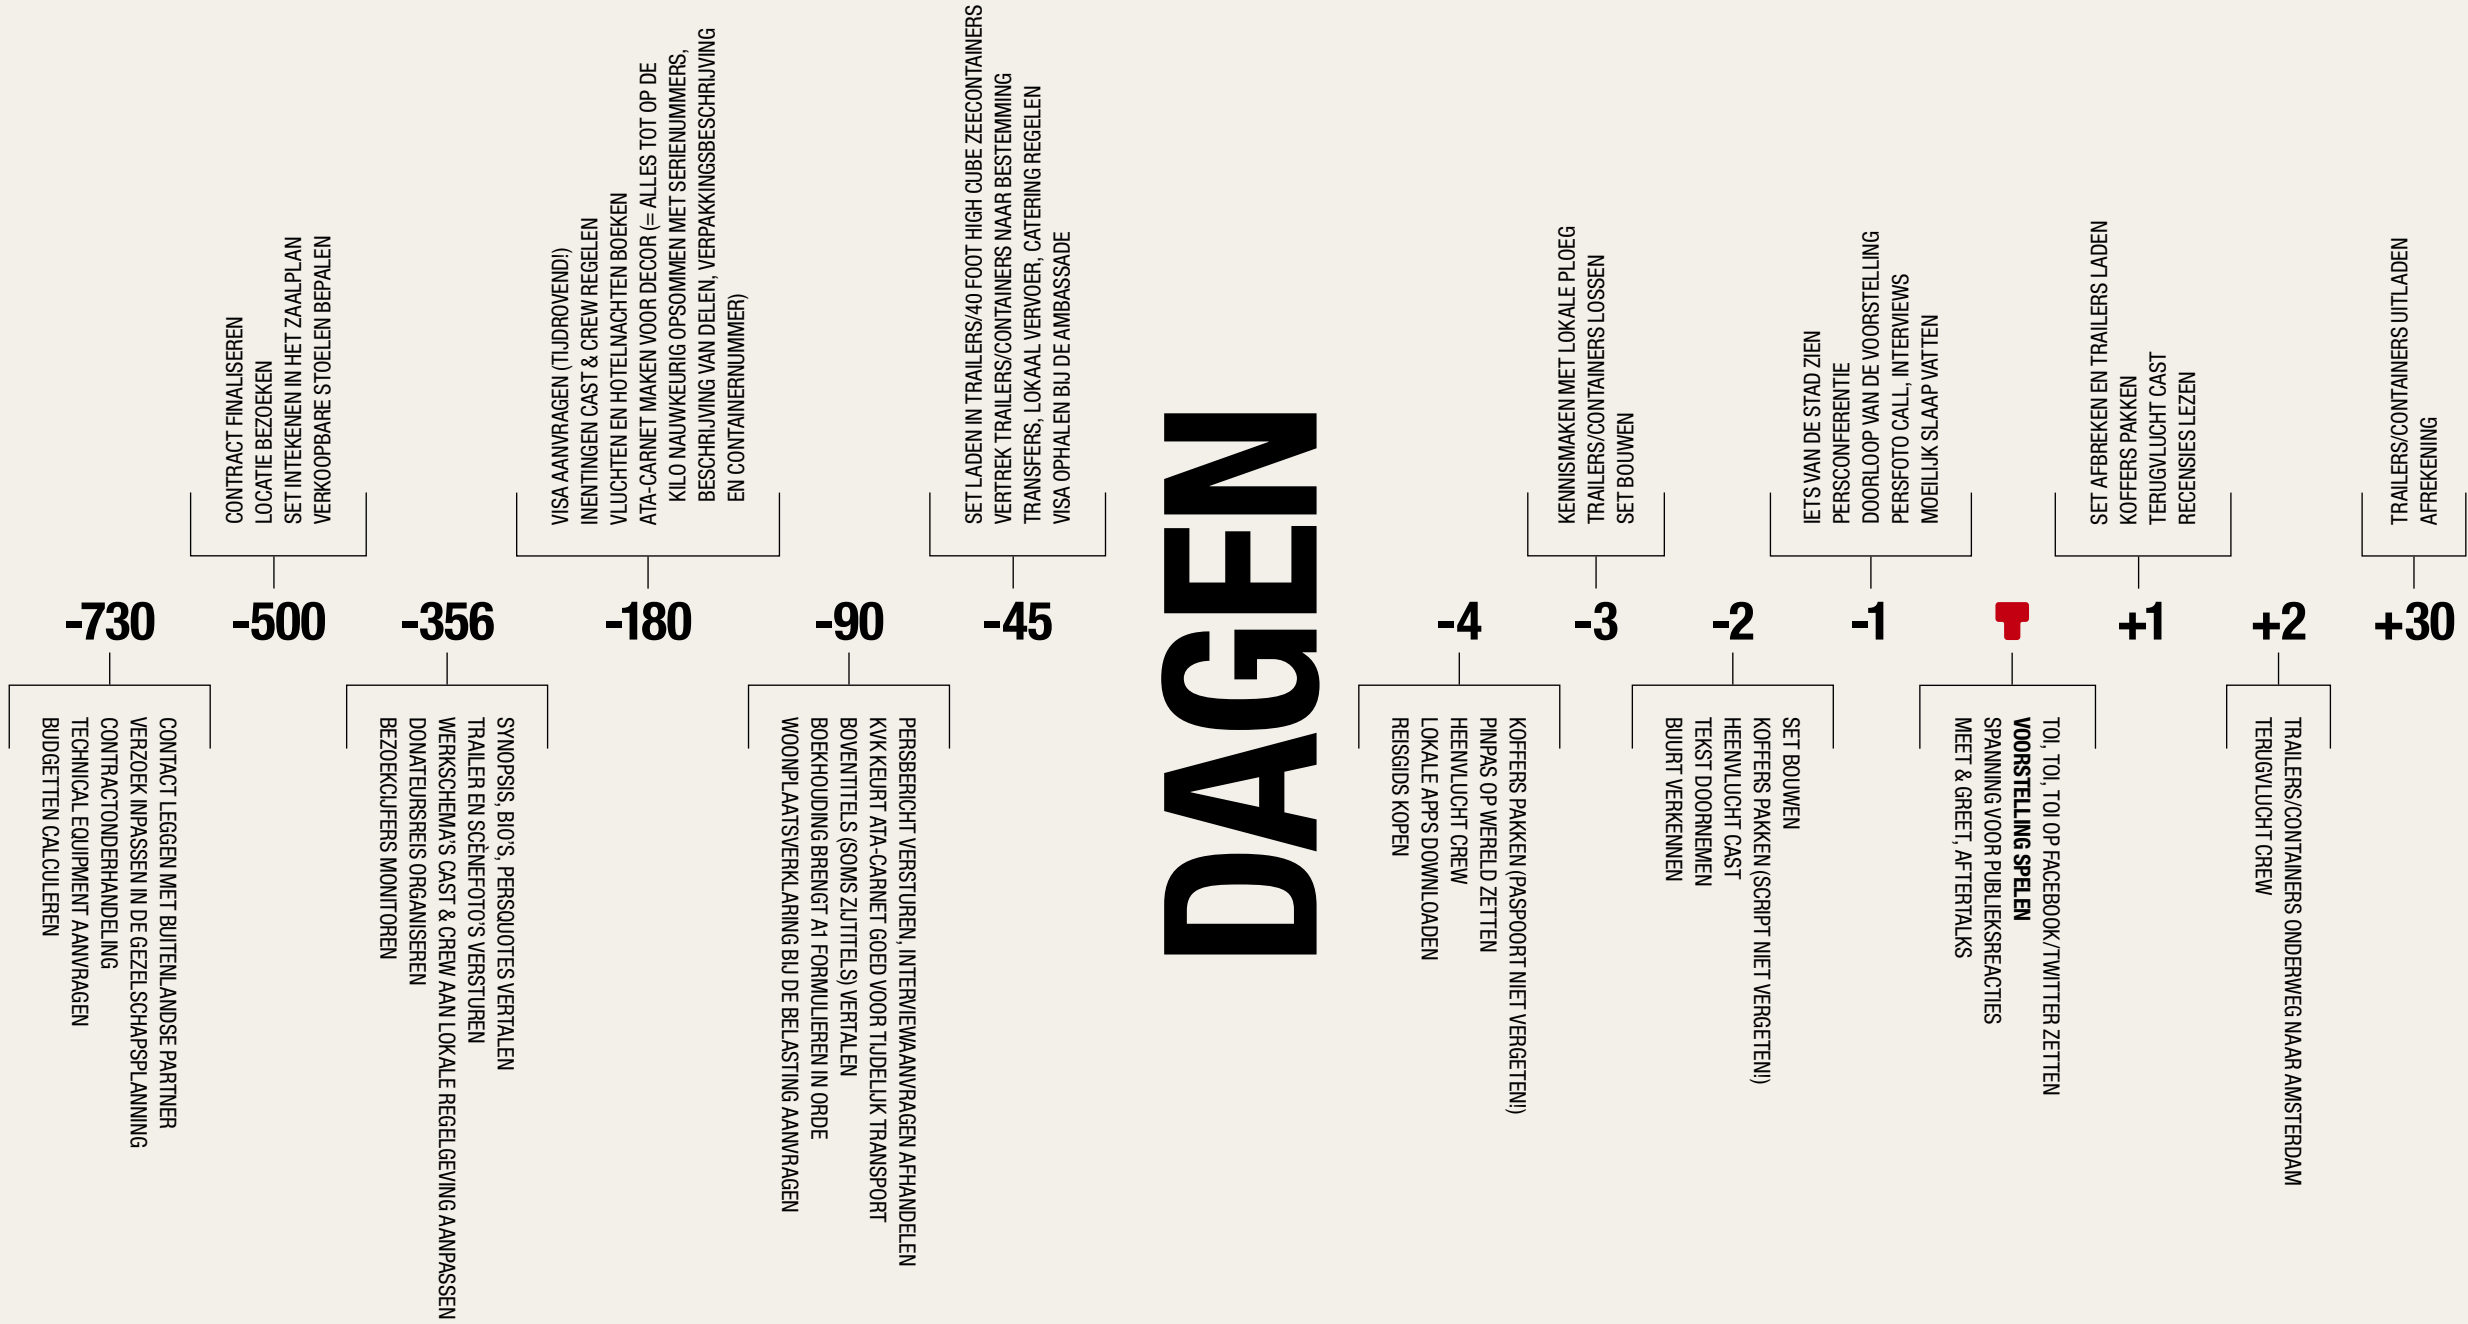 -730
CONTACT LEGGEN MET BUITENLANDSE PARTNER
VERZOEK INPASSEN IN DE GEZELSCHAPSPLANNING
CONTRACTONDERHANDELING
TECHNICAL EQUIPMENT AANVRAGEN
BUDGETTEN CALCULEREN
-500
CONTRACT FINALISEREN
LOCATIE BEZOEKEN
SET INTEKENEN IN HET ZAALPLAN
VERKOOPBARE STOELEN BEPALEN
-356
SYNOPSIS, BIO'S, PERSQUOTES VERTALEN
TRAILER EN SCÈNEFOTO'S VERSTUREN
WERKSCHEMA'S CAST & CREW AAN LOKALE REGELGEVING AANPASSEN
DONATEURSREIS ORGANISEREN
BEZOEKCIJFERS MONITOREN
-180
VISA AANVRAGEN (TIJDROVEND!)
INENTINGEN CAST & CREW REGELEN
VLUCHTEN EN HOTELNACHTEN BOEKEN
ATA-CARNET MAKEN VOOR DECOR (= ALLES TOT OP DE
KILO NAUWKEURIG OPSOMMEN MET SERIENUMMERS,
BESCHRIJVING VAN DELEN, VERPAKKINGSBESCHRIJVING
EN CONTAINERNUMMER)
-90
PERSBERICHT VERSTUREN, INTERVIEWAANVRAGEN AFHANDELEN
KVK KEURT ATA-CARNET GOED VOOR TIJDELIJK TRANSPORT
BOVENTITELS (SOMS ZIJTITELS) VERTALEN
BOEKHOUDING BRENGT A1 FORMULIEREN IN ORDE
WOONPLAATSVERKLARING BIJ DE BELASTING AANVRAGEN
-45
SET LADEN IN TRAILERS/40 FOOT HIGH CUBE ZEECONTAINERS
VERTREK TRAILERS/CONTAINERS NAAR BESTEMMING
TRANSFERS, LOKAAL VERVOER, CATERING REGELEN
VISA OPHALEN BIJ DE AMBASSADE
DAGEN
-4
KOFFERS PAKKEN (PASPOORT NIET VERGETEN!)
PINPAS OP WERELD ZETTEN
HEENVLUCHT CREW
LOKALE APPS DOWNLOADEN
REISGIDS KOPEN
-3
KENNISMAKEN MET LOKALE PLOEG
TRAILERS/CONTAINERS LOSSEN
SET BOUWEN
-2
SET BOUWEN
KOFFERS PAKKEN (SCRIPT NIET VERGETEN!)
HEENVLUCHT CAST
TEKST DOORNEMEN
BUURT VERKENNEN
-1
IETS VAN DE STAD ZIEN
PERSCONFERENTIE
DOORLOOP VAN DE VOORSTELLING
PERSFOTO CALL, INTERVIEWS
MOEILIJK SLAAP VATTEN
TOI, TOI, TOI OP FACEBOOK/TWITTER ZETTEN
VOORSTELLING SPELEN
SPANNING VOOR PUBLIEKSREACTIES
MEET & GREET, AFTERTALKS
+1
SET AFBREKEN EN TRAILERS LADEN
KOFFERS PAKKEN
TERUGVLUCHT CAST
RECENSIES LEZEN
+2
TRAILERS/CONTAINERS ONDERWEG NAAR AMSTERDAM
TERUGVLUCHT CREW
+30
TRAILERS/CONTAINERS UITLADEN
AFREKENING